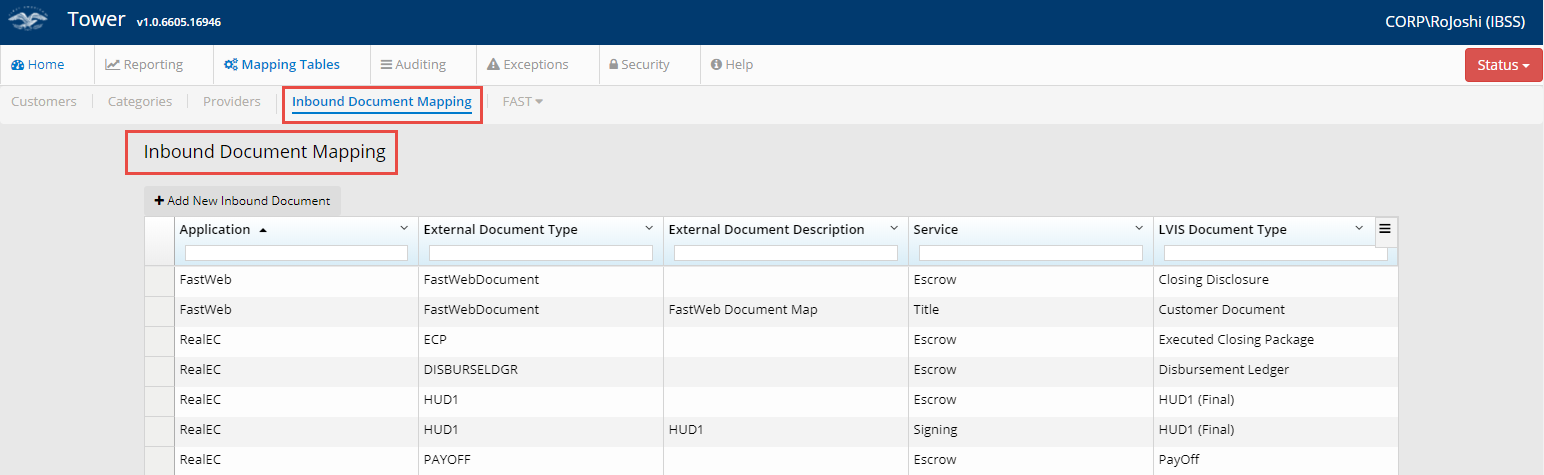 Tower v1.0.6605.16946 CORP\RoJoshi (IBSS)
Home Reporting Mapping Tables Auditing Exceptions Security Help Status
Customers Categories Providers Inbound Document Mapping FAST
Inbound Document Mapping
+ Add New Inbound Document
Application External Document Type External Document Description Service LVIS Document Type
FastWeb FastWebDocument Escrow Closing Disclosure
FastWeb FastWebDocument FastWeb Document Map Title Customer Document
RealEC ECP Escrow Executed Closing Package
RealEC DISBURSELDGR Escrow Disbursement Ledger
RealEC HUD1 Escrow HUD1 (Final)
RealEC HUD1 HUD1 Signing HUD1 (Final)
RealEC PAYOFF Escrow PayOff